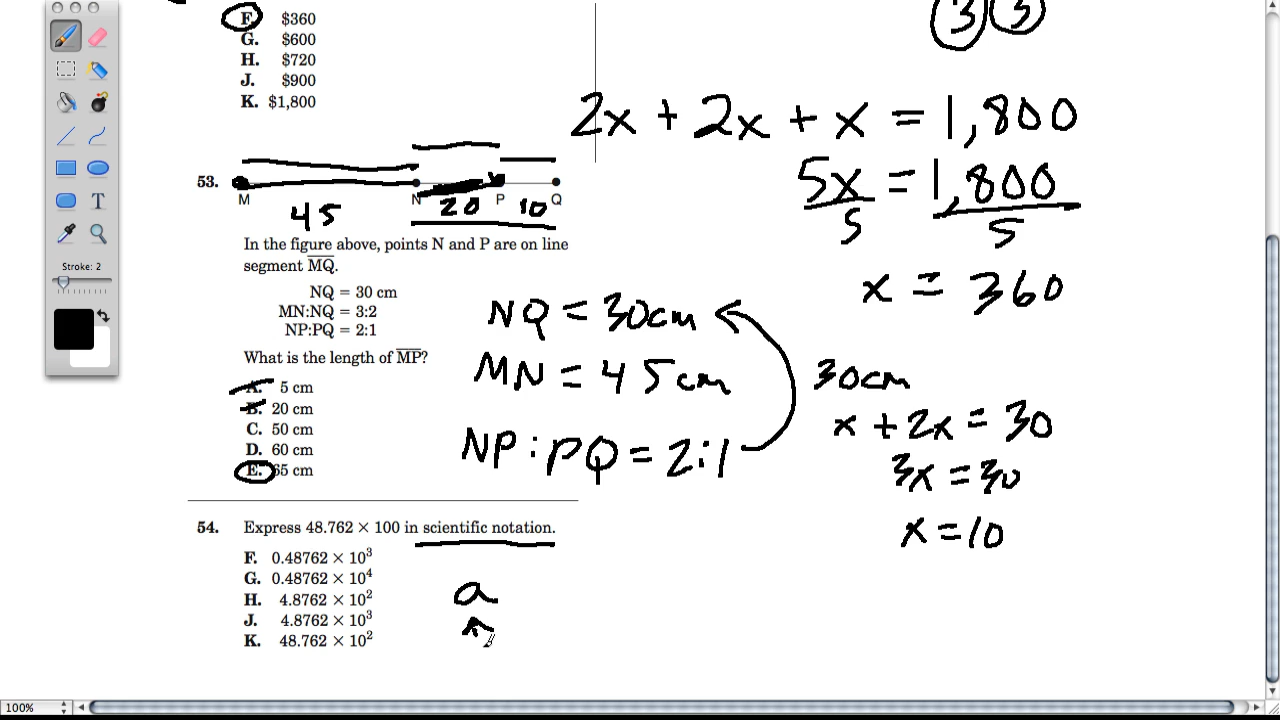 F. $360
G. $600
H. $720
J. $900
K. $1,800
3 3
2x + 2x + x = 1,800
5x = 1,800
5 5
x = 360
53.
M N P Q
45 20 10
In the figure above, points N and P are on line
segment MQ.
NQ = 30 cm
MN:NQ = 3:2
NP:PQ = 2:1
What is the length of MP?
A. 5 cm
B. 20 cm
C. 50 cm
D. 60 cm
E. 65 cm
NQ = 30cm
MN = 45cm
NP:PQ = 2:1
30cm
x + 2x = 30
3x = 30
x = 10
54. Express 48.762 × 100 in scientific notation.
F. 0.48762 × 10³
G. 0.48762 × 10⁴
H. 4.8762 × 10²
J. 4.8762 × 10³
K. 48.762 × 10²
a
T
Stroke: 2
100%